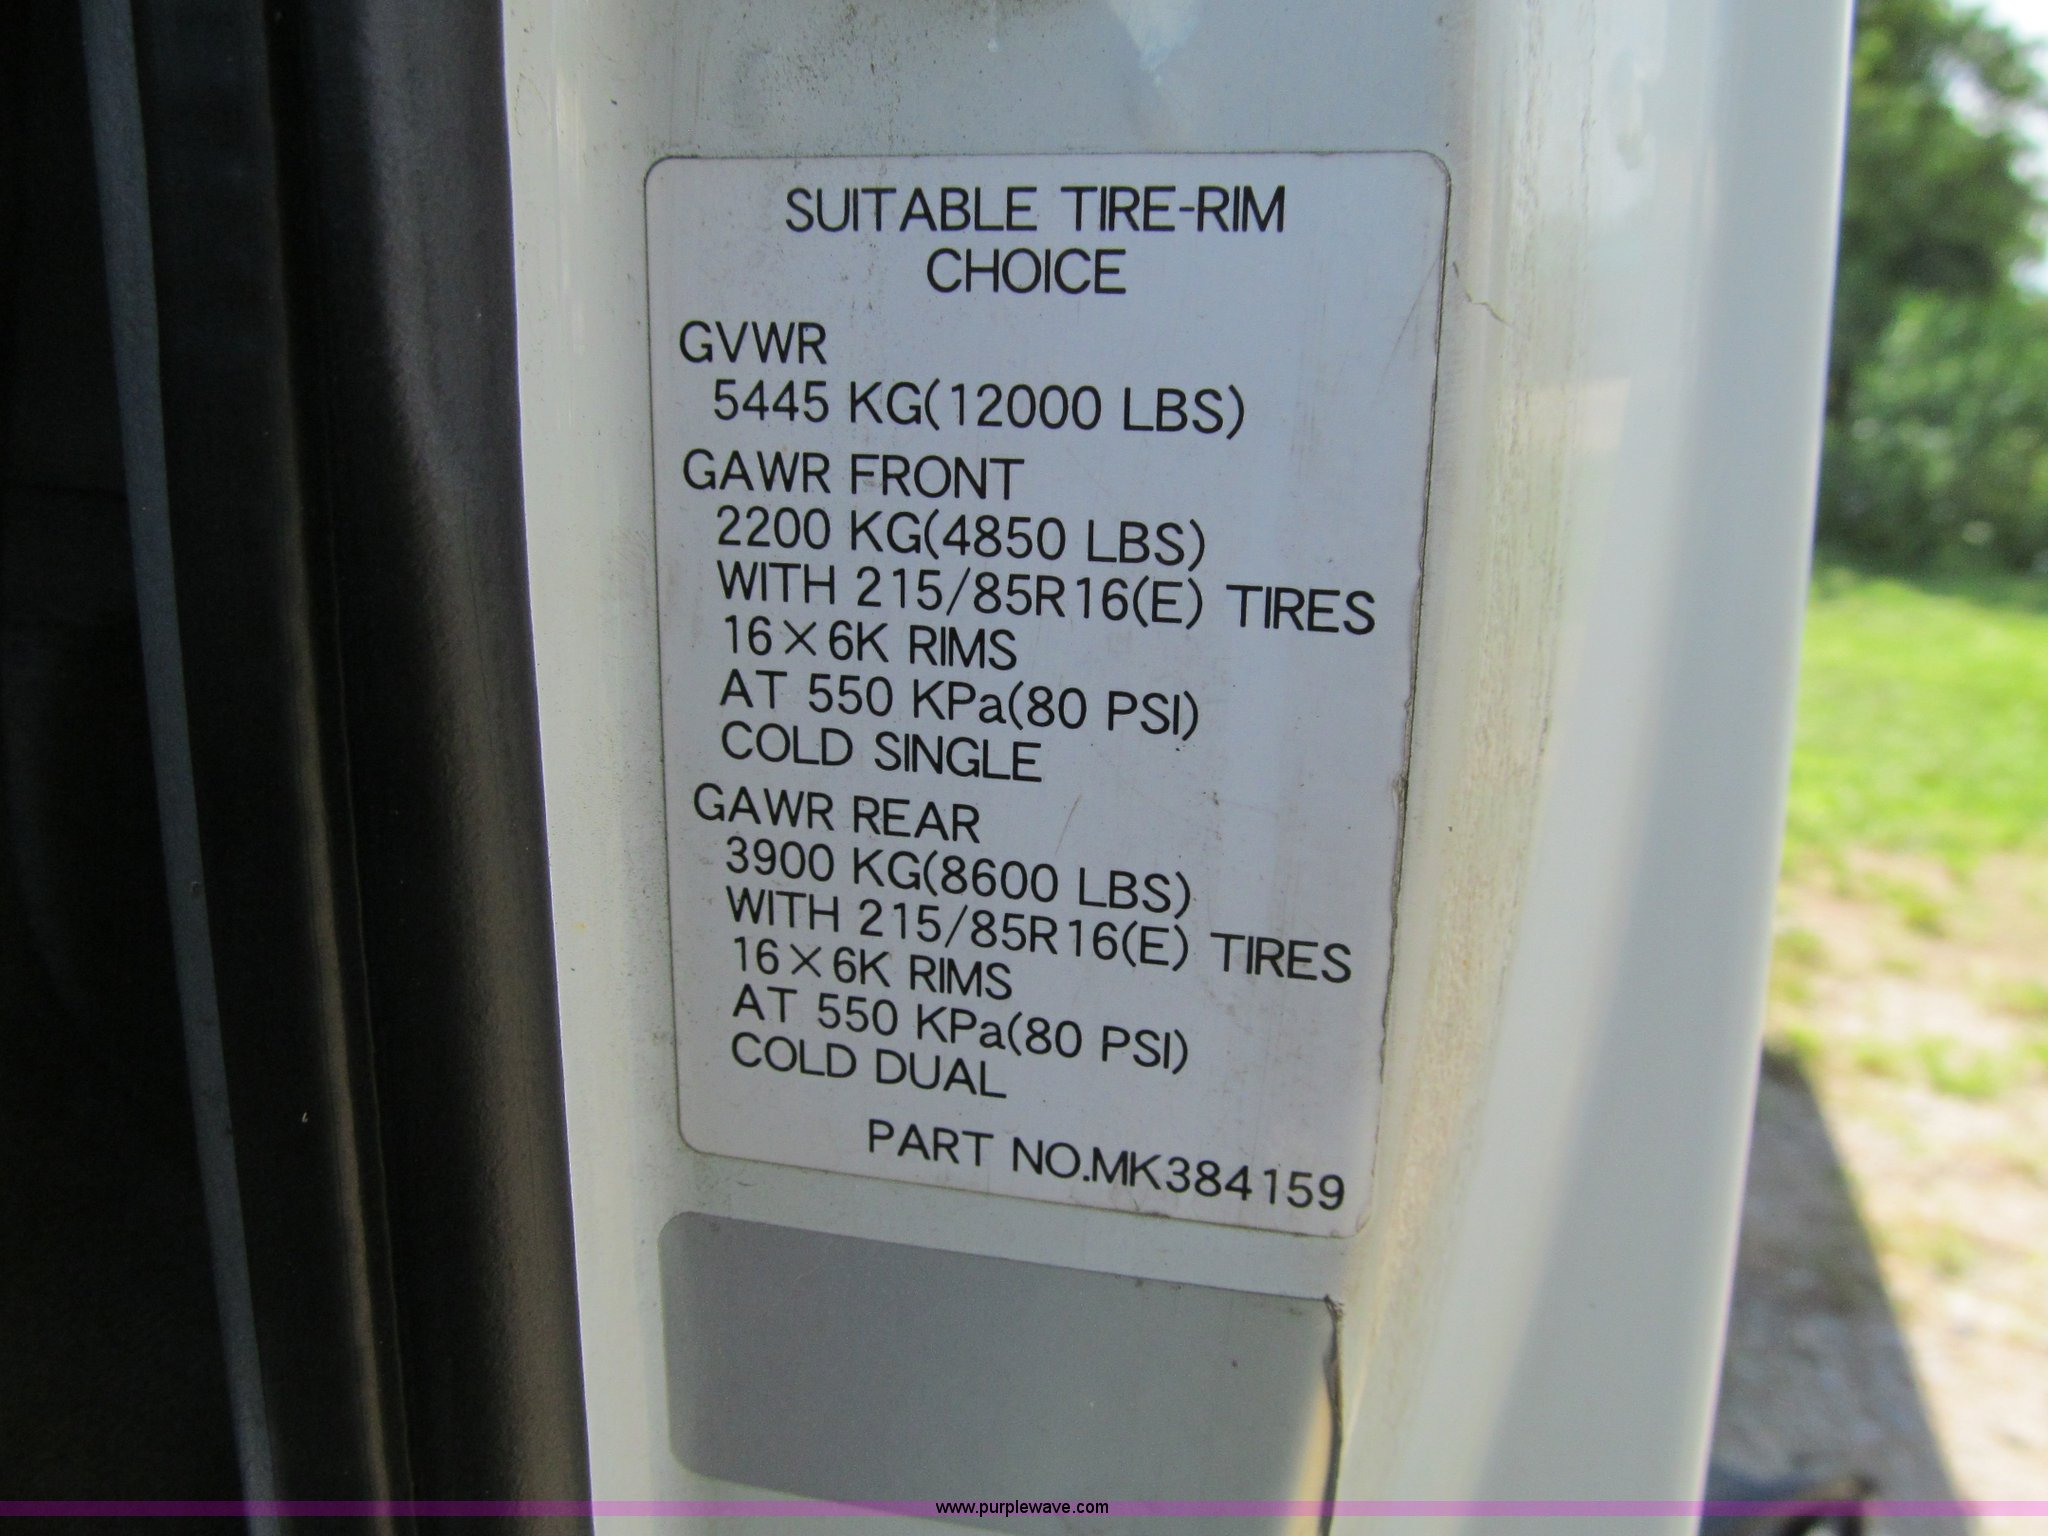 SUITABLE TIRE-RIM
CHOICE
GVWR
5445 KG(12000 LBS)
GAWR FRONT
2200 KG(4850 LBS)
WITH 215/85R16(E) TIRES
16×6K RIMS
AT 550 KPa(80 PSI)
COLD SINGLE
GAWR REAR
3900 KG(8600 LBS)
WITH 215/85R16(E) TIRES
16×6K RIMS
AT 550 KPa(80 PSI)
COLD DUAL
PART NO.MK384159
www.purplewave.com